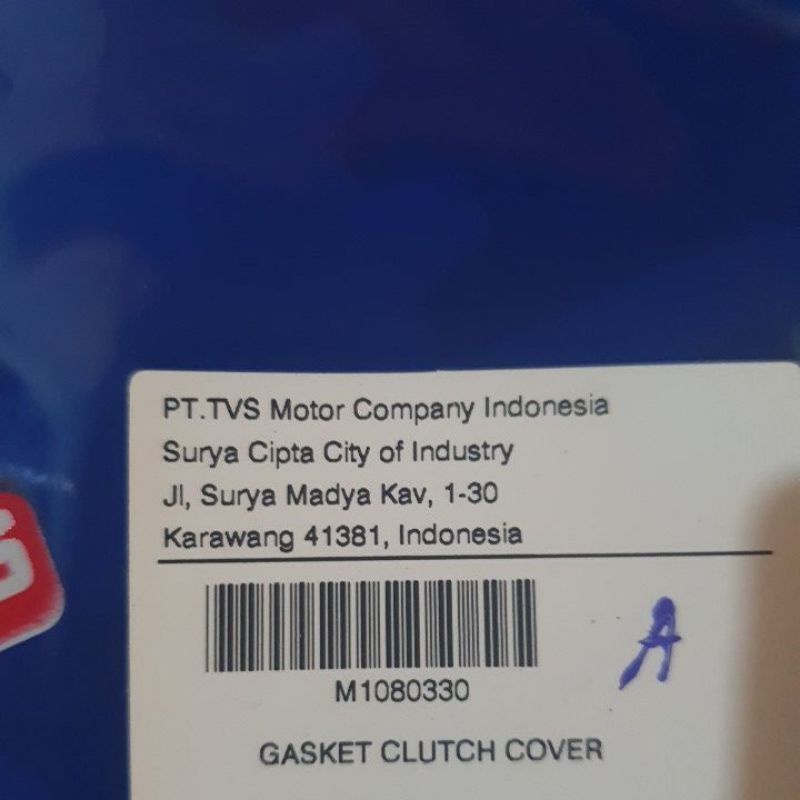 PT.TVS Motor Company Indonesia
Surya Cipta City of Industry
Jl, Surya Madya Kav, 1-30
Karawang 41381, Indonesia
M1080330
A
GASKET CLUTCH COVER